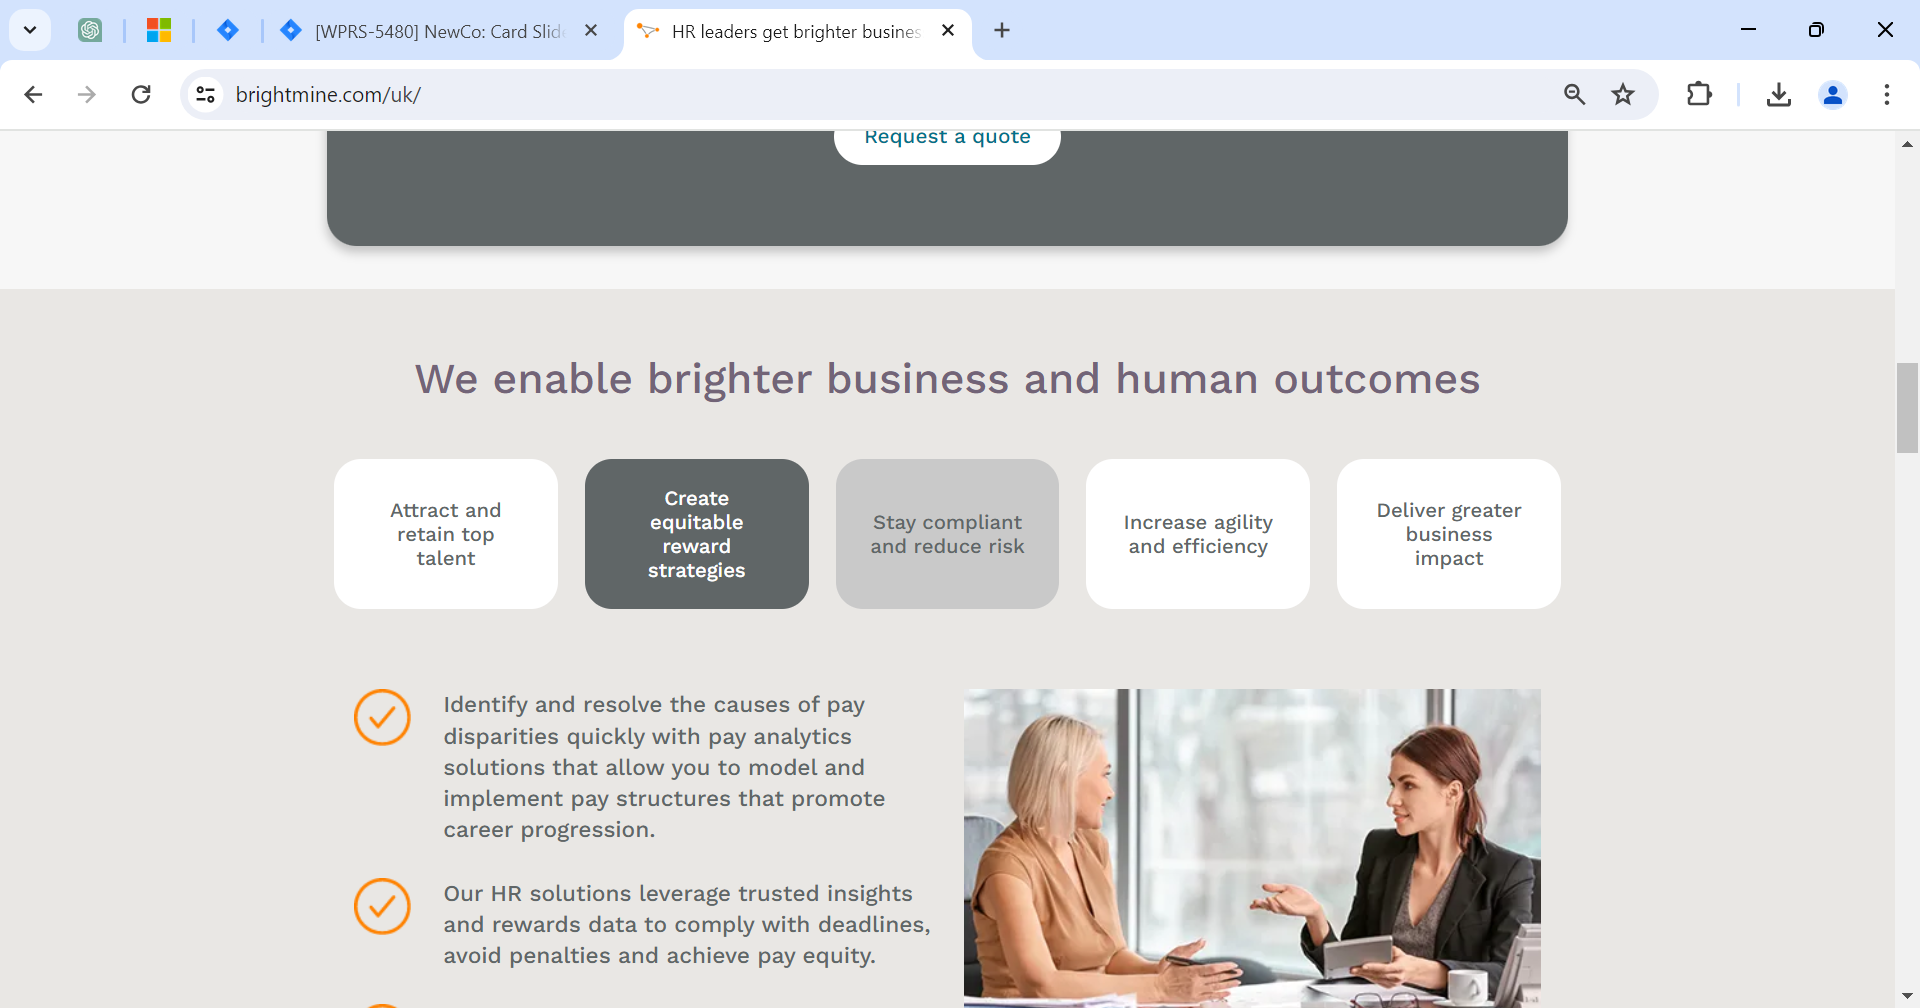 [WPRS-5480] NewCo: Card Slid
HR leaders get brighter busines
brightmine.com/uk/
Request a quote
We enable brighter business and human outcomes
Attract and
retain top
talent
Create
equitable
reward
strategies
Stay compliant
and reduce risk
Increase agility
and efficiency
Deliver greater
business
impact
Identify and resolve the causes of pay
disparities quickly with pay analytics
solutions that allow you to model and
implement pay structures that promote
career progression.
Our HR solutions leverage trusted insights
and rewards data to comply with deadlines,
avoid penalties and achieve pay equity.